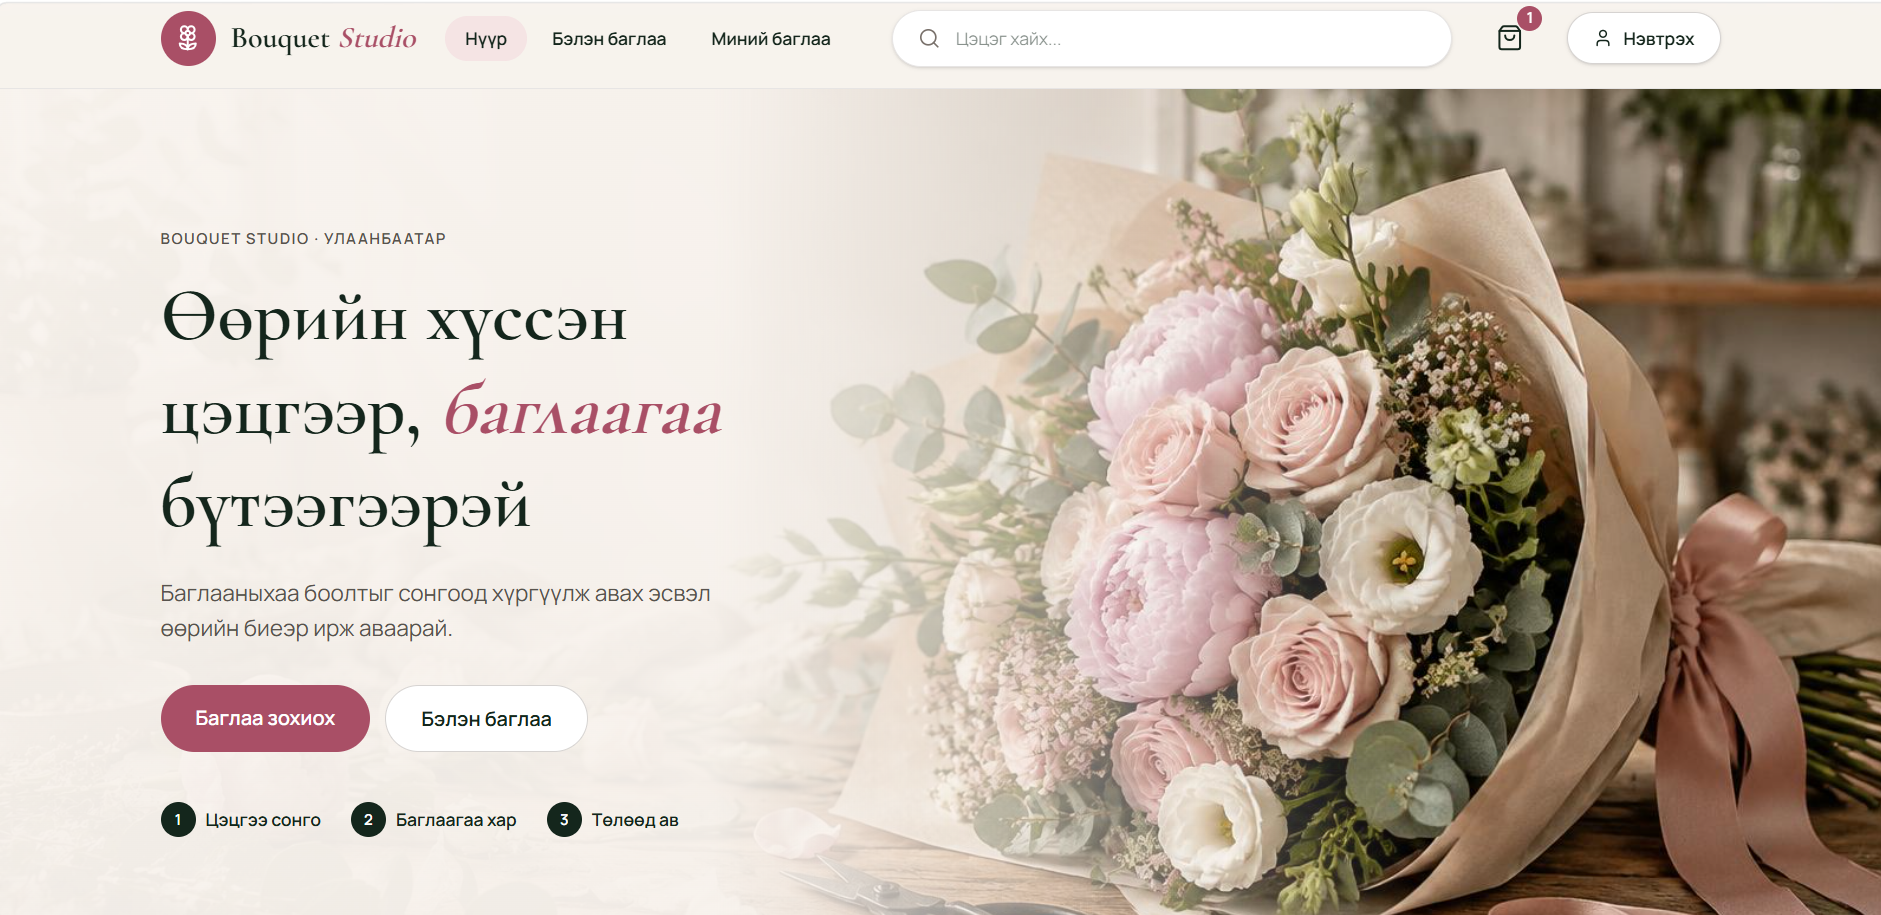 Bouquet Studio
Нүүр
Бэлэн баглаа
Миний баглаа
Цэцэг хайх...
1
Нэвтрэх
BOUQUET STUDIO · УЛААНБААТАР
Өөрийн хүссэн
цэцгээр, баглаагаа
бүтээгээрэй
Баглааныхаа боолтыг сонгоод хүргүүлж авах эсвэл
өөрийн биеэр ирж аваарай.
Баглаа зохиох
Бэлэн баглаа
1 Цэцгээ сонго
2 Баглаагаа хар
3 Төлөөд ав